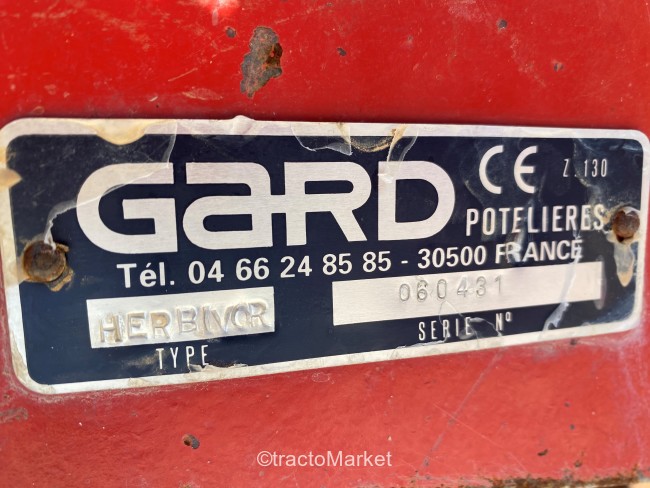 GARD
CE Z.130
POTELIERES
Tél. 04 66 24 85 85 - 30500 FRANCE
HERBIVOR 060431
TYPE SERIE N°
©tractoMarket